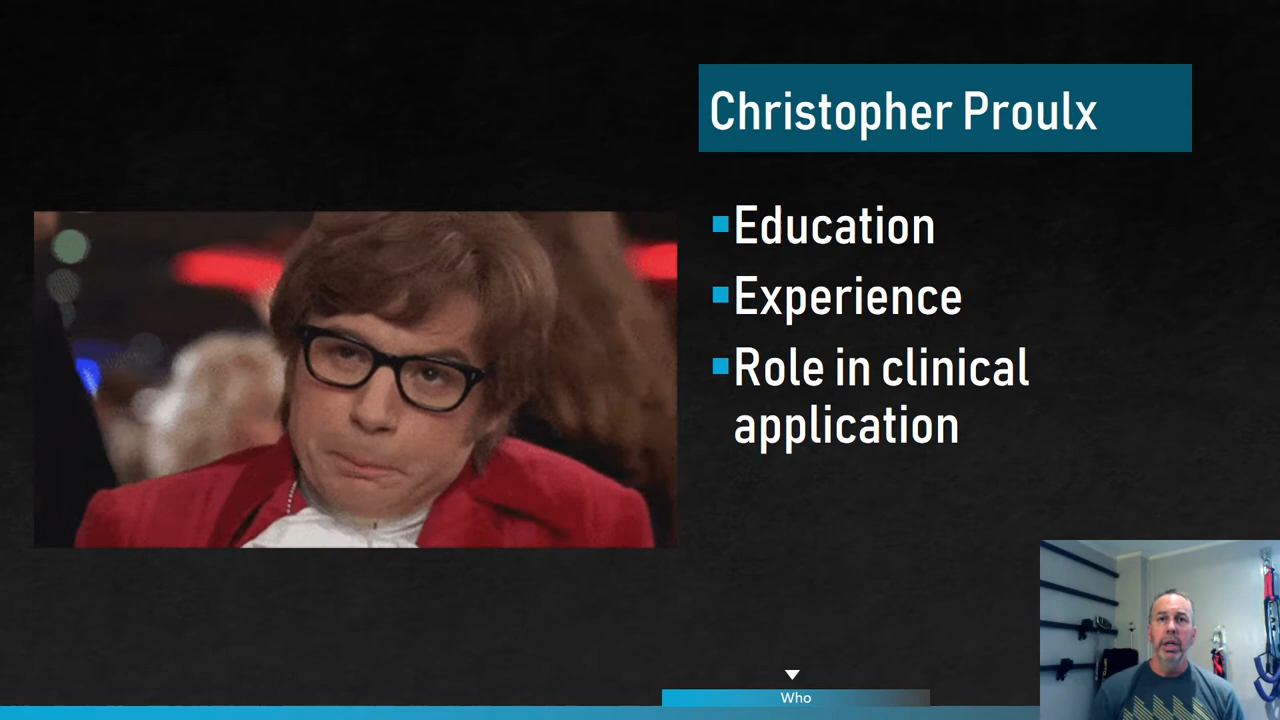 Christopher Proulx
Education
Experience
Role in clinical
application
Who